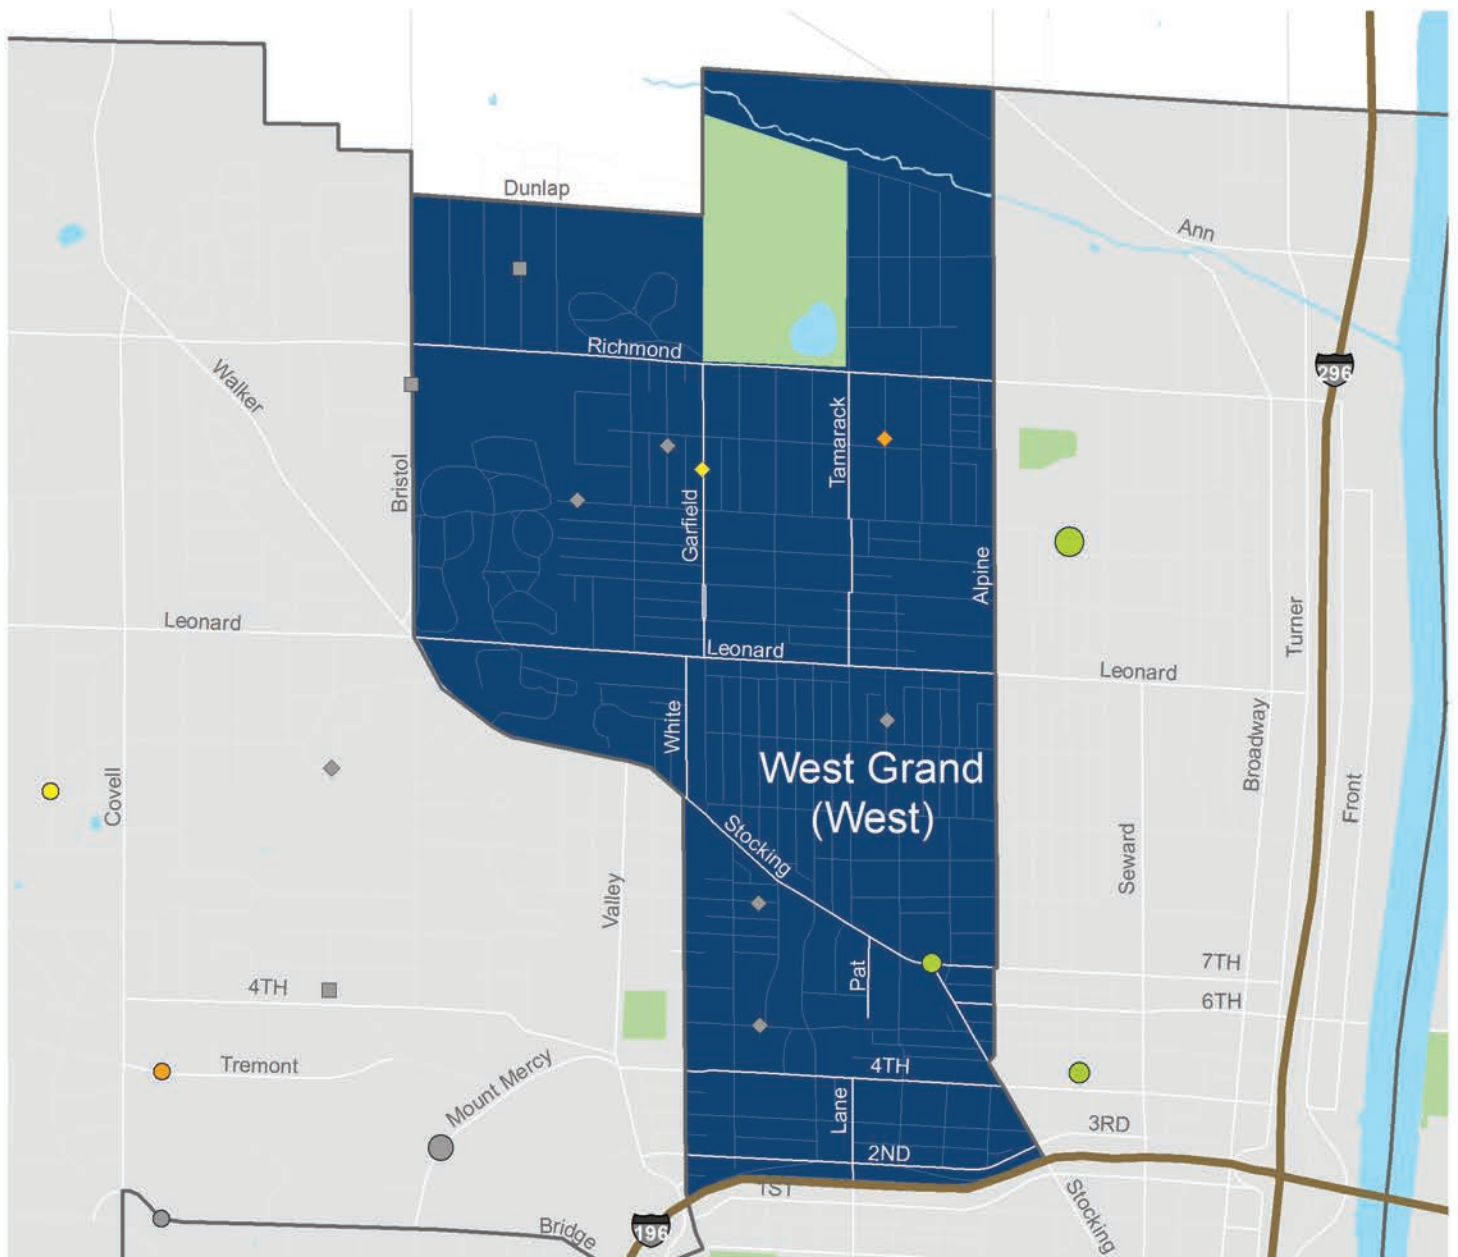 Dunlap
Ann
Richmond
Walker
296
Tamarack
Bristol
Garfield
Alpine
Leonard
Turner
Leonard
Leonard
White
Broadway
West Grand
(West)
Covell
Front
Stocking
Seward
Valley
7TH
Pat
4TH
6TH
Tremont
4TH
Mount Mercy
Lane
3RD
2ND
1ST
Stocking
Bridge
196